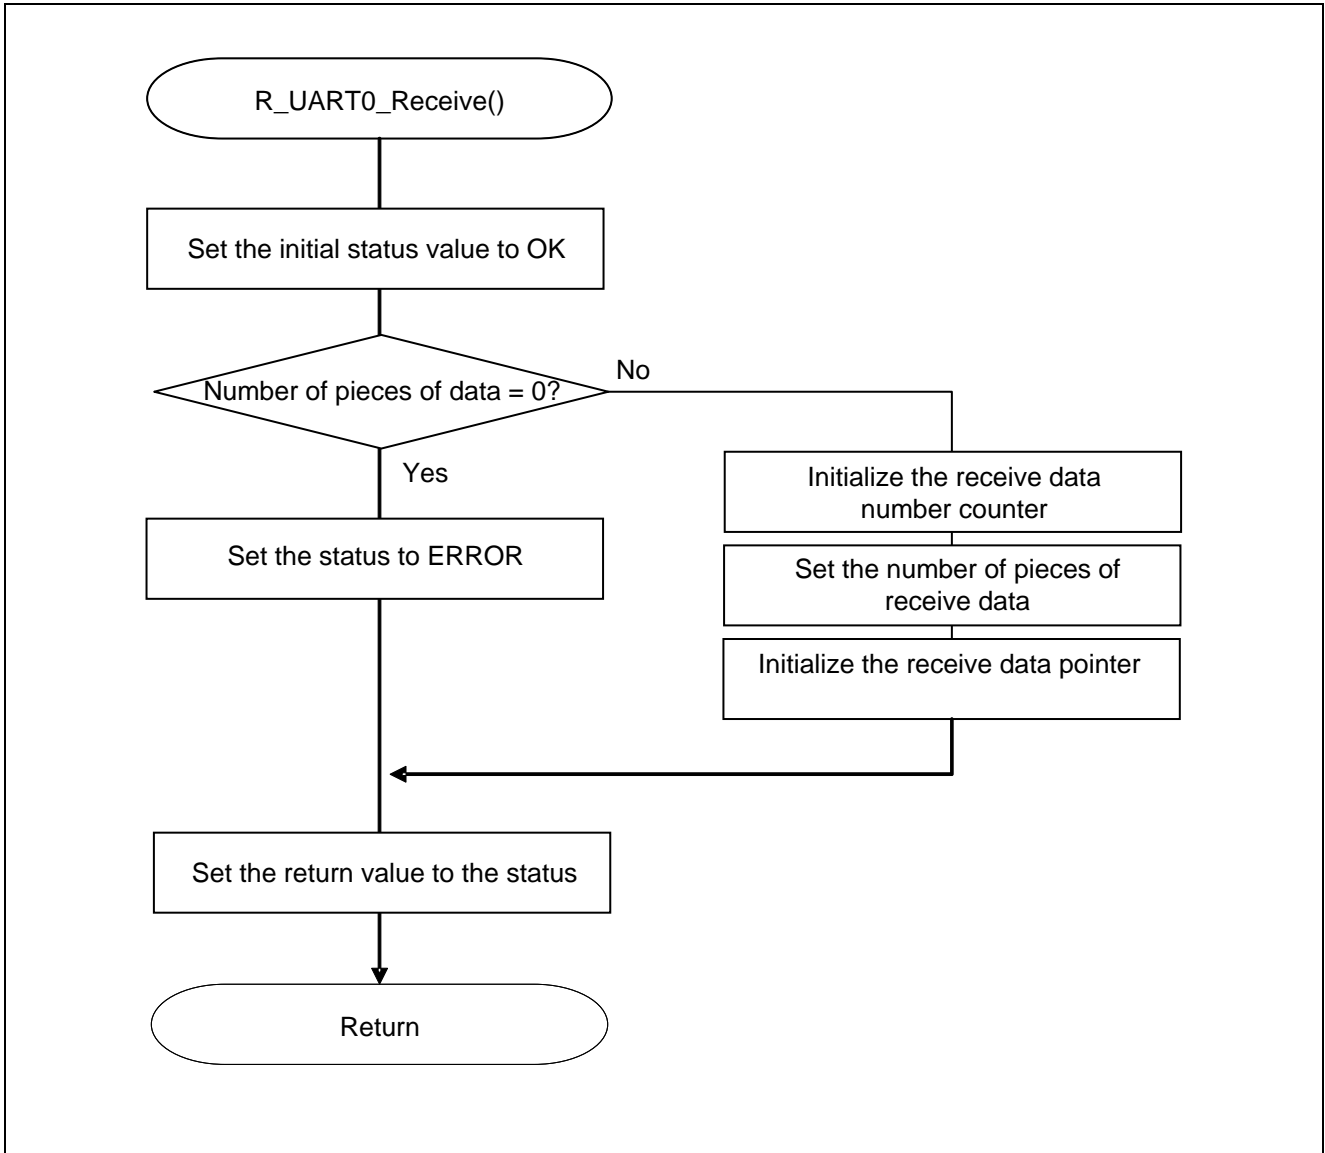 R_UART0_Receive()
Set the initial status value to OK
Number of pieces of data = 0?
No
Yes
Initialize the receive data
number counter
Set the status to ERROR
Set the number of pieces of
receive data
Initialize the receive data pointer
Set the return value to the status
Return